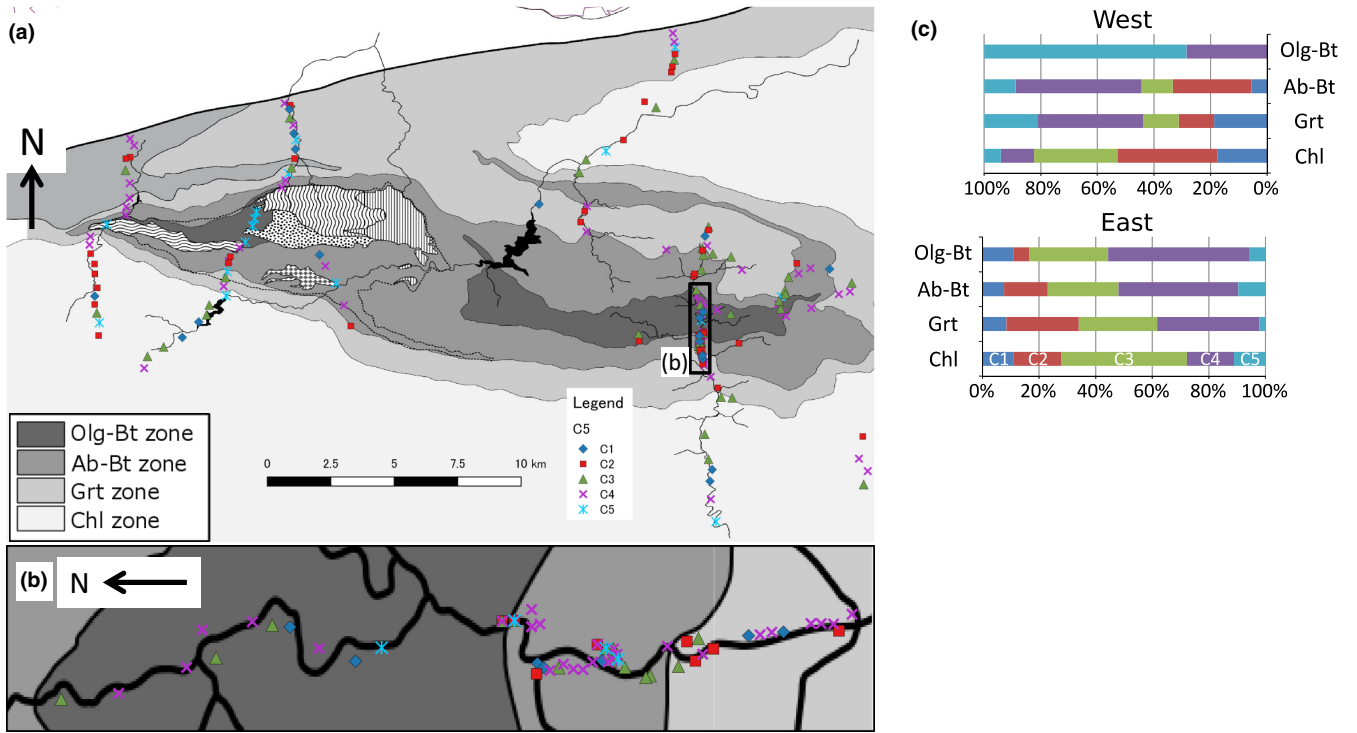 (a)
N
(b)
Legend
C5
C1
C2
C3
C4
C5
0 2.5 5 7.5 10 km
Olg-Bt zone
Ab-Bt zone
Grt zone
Chl zone
(b)
N
(c)
West
Olg-Bt
Ab-Bt
Grt
Chl
100% 80% 60% 40% 20% 0%
East
Olg-Bt
Ab-Bt
Grt
Chl C1 C2 C3 C4 C5
0% 20% 40% 60% 80% 100%